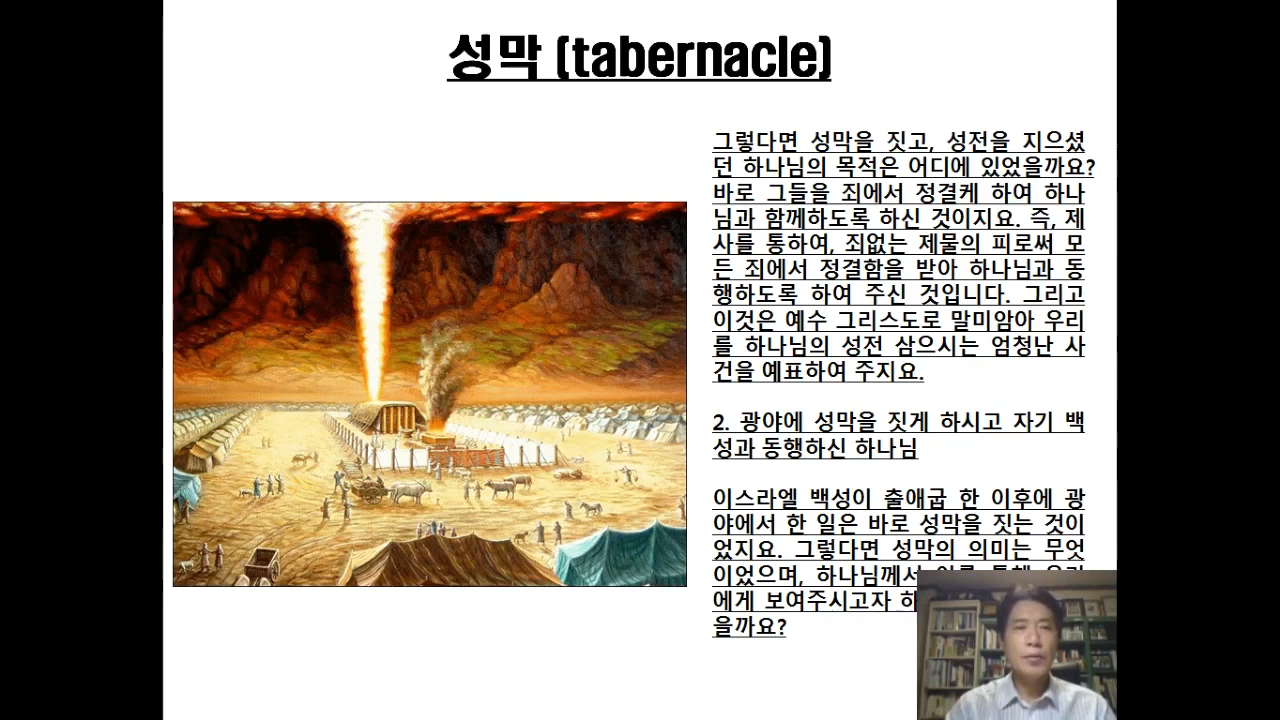 성막 (tabernacle)
그렇다면 성막을 짓고, 성전을 지으셨
던 하나님의 목적은 어디에 있었을까요?
바로 그들을 죄에서 정결케 하여 하나
님과 함께하도록 하신 것이지요. 즉, 제
사를 통하여, 죄없는 제물의 피로써 모
든 죄에서 정결함을 받아 하나님과 동
행하도록 하여 주신 것입니다. 그리고
이것은 예수 그리스도로 말미암아 우리
를 하나님의 성전 삼으시는 엄청난 사
건을 예표하여 주지요.
2. 광야에 성막을 짓게 하시고 자기 백
성과 동행하신 하나님
이스라엘 백성이 출애굽 한 이후에 광
야에서 한 일은 바로 성막을 짓는 것이
었지요. 그렇다면 성막의 의미는 무엇
이었으며, 하나님께서
에게 보여주시고자 하
을까요?